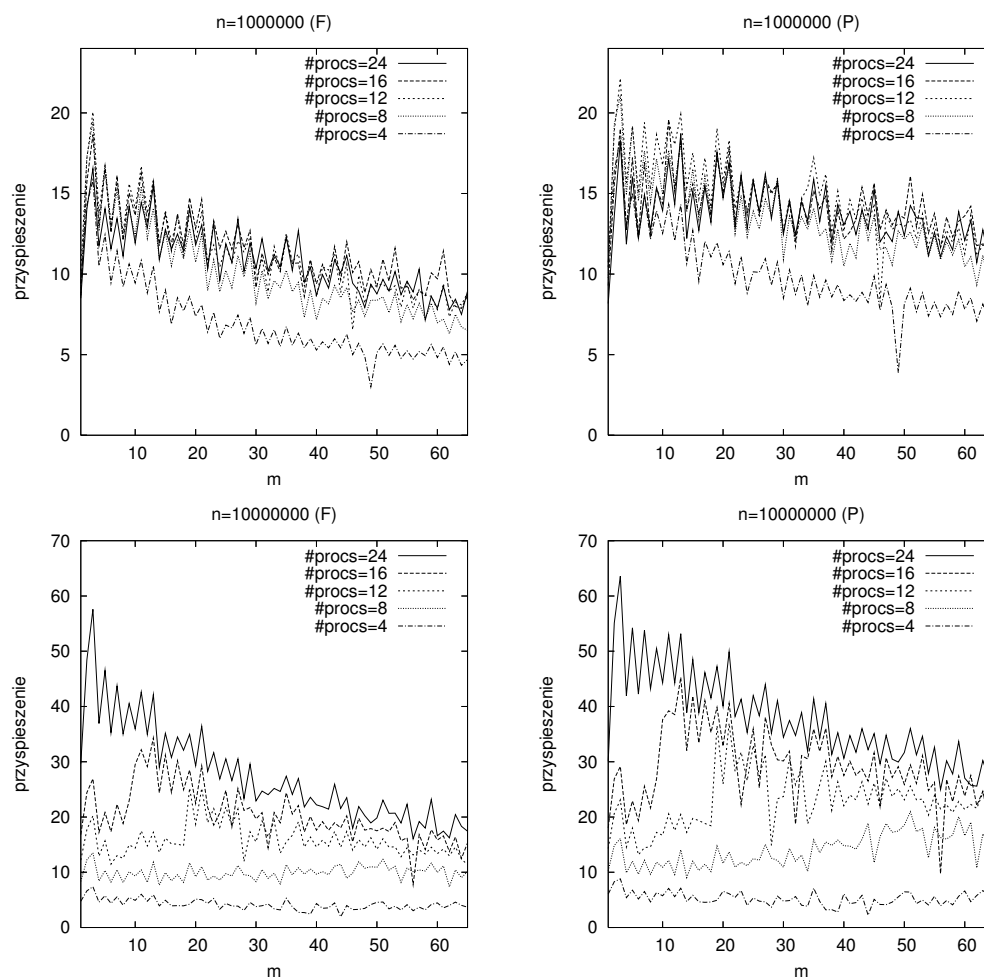 n=1000000 (F)
#procs=24
#procs=16
#procs=12
#procs=8
#procs=4
20
15
10
5
0
przyspieszenie
10 20 30 40 50 60
m
n=1000000 (P)
#procs=24
#procs=16
#procs=12
#procs=8
#procs=4
20
15
10
5
0
przyspieszenie
10 20 30 40 50 60
m
n=10000000 (F)
#procs=24
#procs=16
#procs=12
#procs=8
#procs=4
70
60
50
40
30
20
10
0
przyspieszenie
10 20 30 40 50 60
m
n=10000000 (P)
#procs=24
#procs=16
#procs=12
#procs=8
#procs=4
70
60
50
40
30
20
10
0
przyspieszenie
10 20 30 40 50 60
m